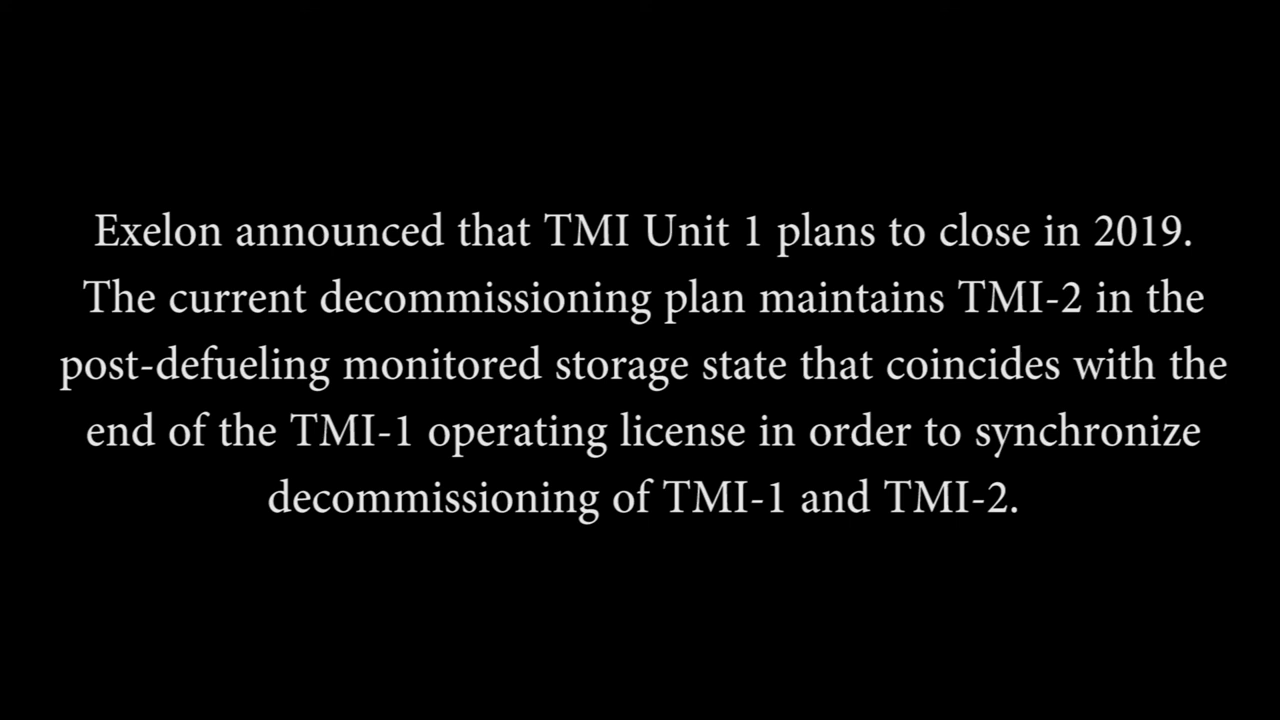 Exelon announced that TMI Unit 1 plans to close in 2019.
The current decommissioning plan maintains TMI-2 in the
post-defueling monitored storage state that coincides with the
end of the TMI-1 operating license in order to synchronize
decommissioning of TMI-1 and TMI-2.